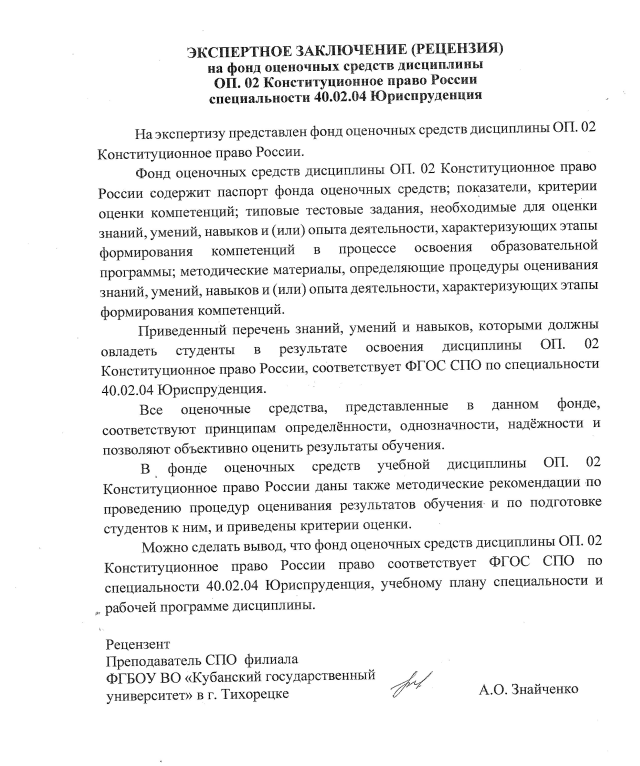 ЭКСПЕРТНОЕ ЗАКЛЮЧЕНИЕ (РЕЦЕНЗИЯ)
на фонд оценочных средств дисциплины
ОП. 02 Конституционное право России
специальности 40.02.04 Юриспруденция
На экспертизу представлен фонд оценочных средств дисциплины ОП. 02
Конституционное право России.
Фонд оценочных средств дисциплины ОП. 02 Конституционное право
России содержит паспорт фонда оценочных средств; показатели, критерии
оценки компетенций; типовые тестовые задания, необходимые для оценки
знаний, умений, навыков и (или) опыта деятельности, характеризующих этапы
формирования компетенций в процессе освоения образовательной
программы; методические материалы, определяющие процедуры оценивания
знаний, умений, навыков и (или) опыта деятельности, характеризующих этапы
формирования компетенций.
Приведенный перечень знаний, умений и навыков, которыми должны
овладеть студенты в результате освоения дисциплины ОП. 02
Конституционное право России, соответствует ФГОС СПО по специальности
40.02.04 Юриспруденция.
Все оценочные средства, представленные в данном фонде,
соответствуют принципам определённости, однозначности, надёжности и
позволяют объективно оценить результаты обучения.
В фонде оценочных средств учебной дисциплины ОП. 02
Конституционное право России даны также методические рекомендации по
проведению процедур оценивания результатов обучения и по подготовке
студентов к ним, и приведены критерии оценки.
Можно сделать вывод, что фонд оценочных средств дисциплины ОП. 02
Конституционное право России право соответствует ФГОС СПО по
специальности 40.02.04 Юриспруденция, учебному плану специальности и
рабочей программе дисциплины.
Рецензент
Преподаватель СПО филиала
ФГБОУ ВО «Кубанский государственный
университет» в г. Тихорецке А.О. Знайченко